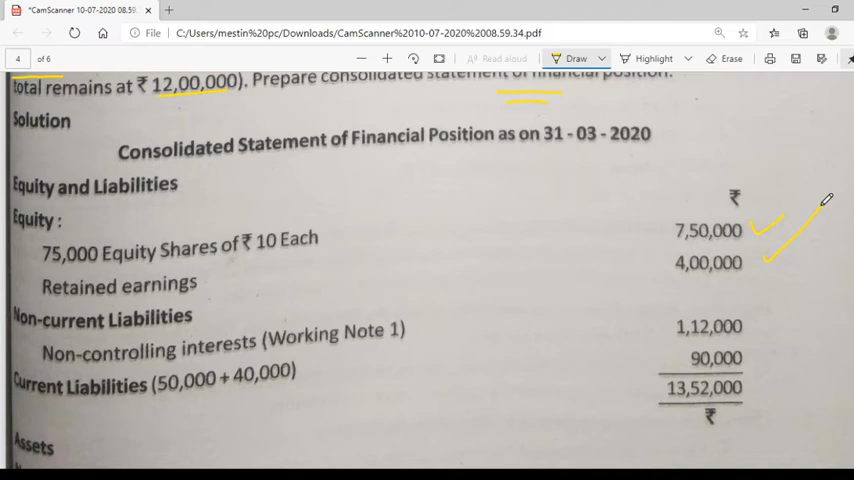 *CamScanner 10-07-2020 08.59.
File C:/Users/mestin%20pc/Downloads/CamScanner%2010-07-2020%2008.59.34.pdf
4 of 6 Read aloud Draw Highlight Erase
total remains at ₹ 12,00,000). Prepare consolidated statement of financial position.
Solution
Consolidated Statement of Financial Position as on 31 - 03 - 2020
Equity and Liabilities
₹
Equity :
75,000 Equity Shares of ₹ 10 Each 7,50,000
Retained earnings 4,00,000
Non-current Liabilities
Non-controlling interests (Working Note 1) 1,12,000
Current Liabilities (50,000 + 40,000) 90,000
13,52,000
Assets ₹